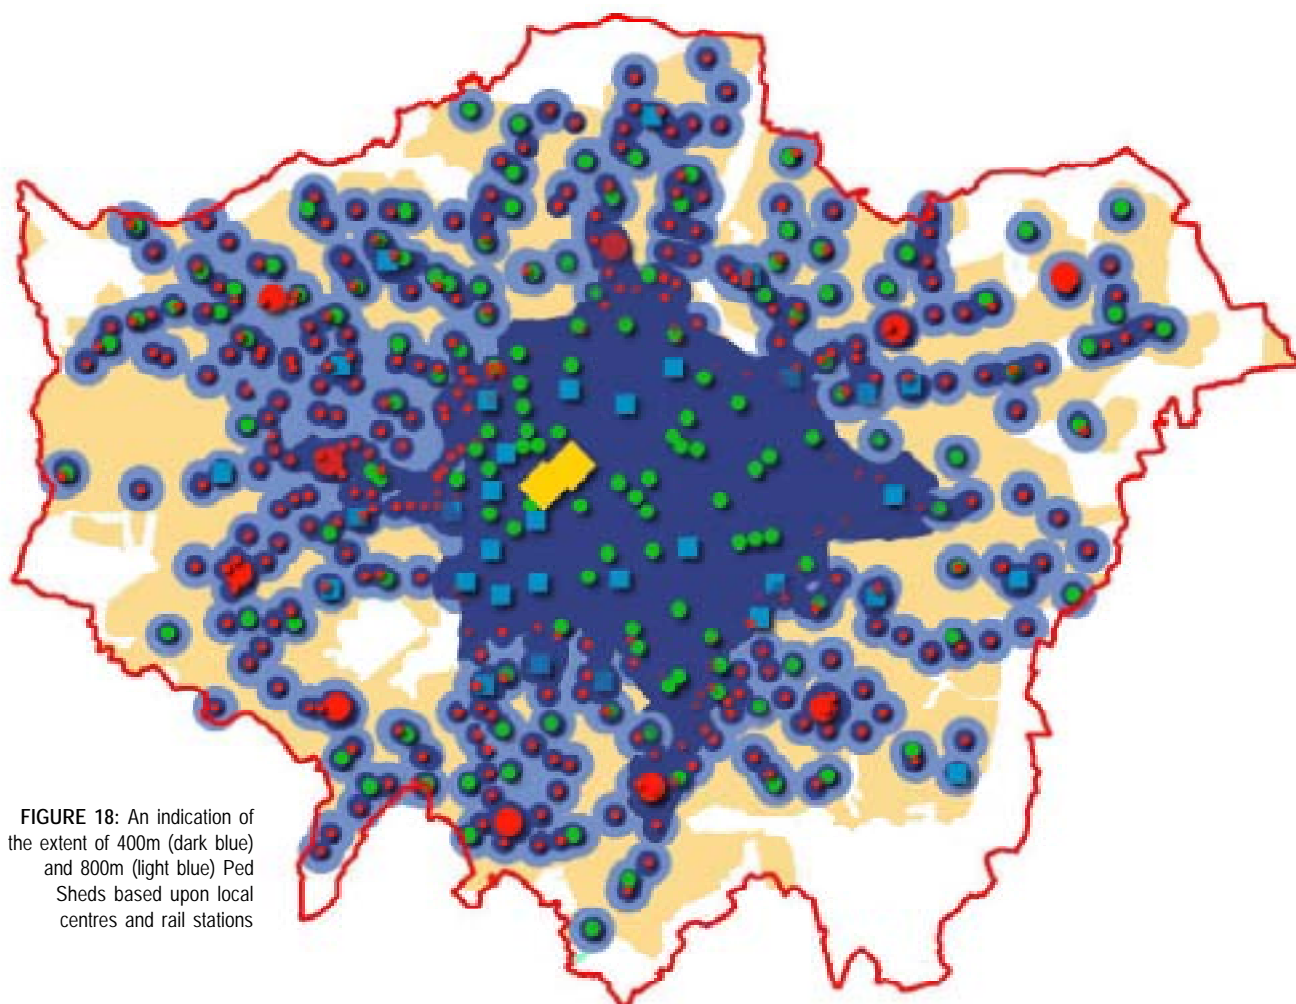 FIGURE 18: An indication of
the extent of 400m (dark blue)
and 800m (light blue) Ped
Sheds based upon local
centres and rail stations